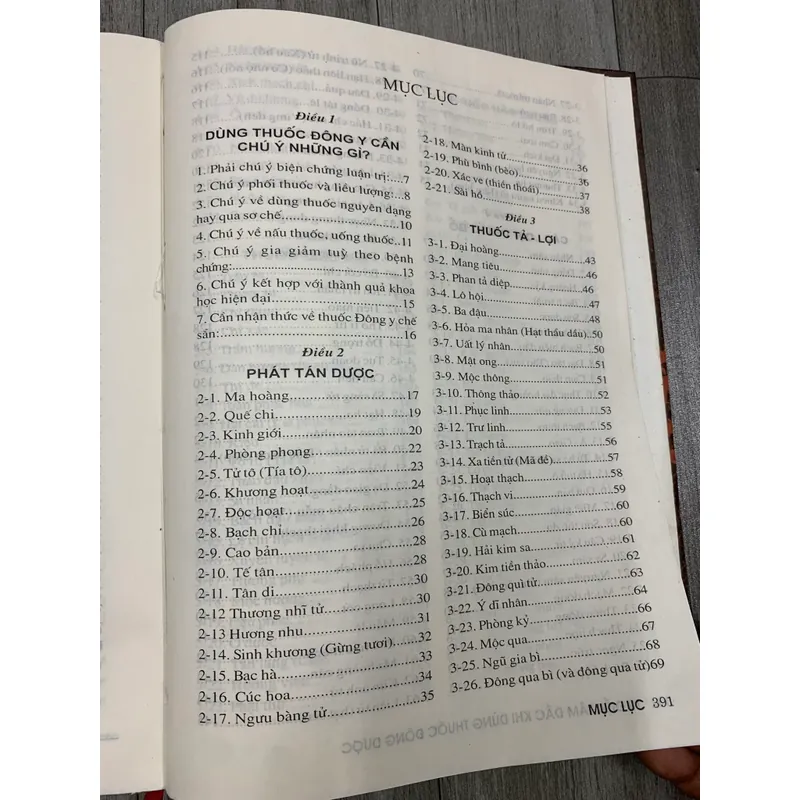 MỤC LỤC
Điều 1
DÙNG THUỐC ĐÔNG Y CẦN
CHÚ Ý NHỮNG GÌ?
1. Phải chú ý biện chứng luận trị:....7
2. Chú ý phối thuốc và liều lượng:..8
3. Chú ý về dùng thuốc nguyên dạng
hay qua sơ chế..............................10
4. Chú ý về nấu thuốc, uống thuốc..11
5. Chú ý gia giảm tuỳ theo bệnh
chứng:..........................................13
6. Chú ý kết hợp với thành quả khoa
học hiện đại..................................15
7. Cần nhận thức về thuốc Đông y chế
sẵn:...............................................16
Điều 2
PHÁT TÁN DƯỢC
2-1. Ma hoàng..............................17
2-2. Quế chi.................................19
2-3. Kinh giới...............................20
2-4. Phòng phong.........................22
2-5. Tử tô (Tía tô).........................23
2-6. Khương hoạt.........................24
2-7. Độc hoạt...............................25
2-8. Bạch chỉ................................26
2-9. Cao bản.................................28
2-10. Tế tân..................................28
2-11. Tân di..................................30
2-12 Thương nhĩ tử......................30
2-13 Hương nhu...........................31
2-14. Sinh khương (Gừng tươi).....32
2-15. Bạc hà..................................33
2-16. Cúc hoa...............................34
2-17. Ngưu bàng tử.......................35
2-18. Màn kinh tử.........................36
2-19. Phù bình (bèo).....................36
2-20. Xác ve (thiền thoái)..............37
2-21. Sài hồ..................................38
Điều 3
THUỐC TẢ - LỢI
3-1. Đại hoàng..............................43
3-2. Mang tiêu..............................46
3-3. Phan tả diệp..........................46
3-4. Lô hội...................................47
3-5. Ba đậu..................................48
3-6. Hỏa ma nhân (Hạt thầu dầu).50
3-7. Uất lý nhân............................50
3-8. Mật ong................................51
3-9. Mộc thông.............................51
3-10. Thông thảo.........................52
3-11. Phục linh.............................53
3-12. Trư linh...............................55
3-13. Trạch tả...............................56
3-14. Xa tiền tử (Mã đề)...............57
3-15. Hoạt thạch..........................58
3-16. Thạch vi..............................59
3-17. Biển súc..............................60
3-18. Cù mạch..............................60
3-19. Hải kim sa...........................61
3-20. Kim tiền thảo......................62
3-21. Đông quì tử.........................63
3-22. Ý dĩ nhân............................64
3-23. Phòng kỷ.............................66
3-24. Mộc qua..............................67
3-25. Ngũ gia bì...........................68
3-26. Đông qua bì (và đông qua tử)69
MỤC LỤC 391